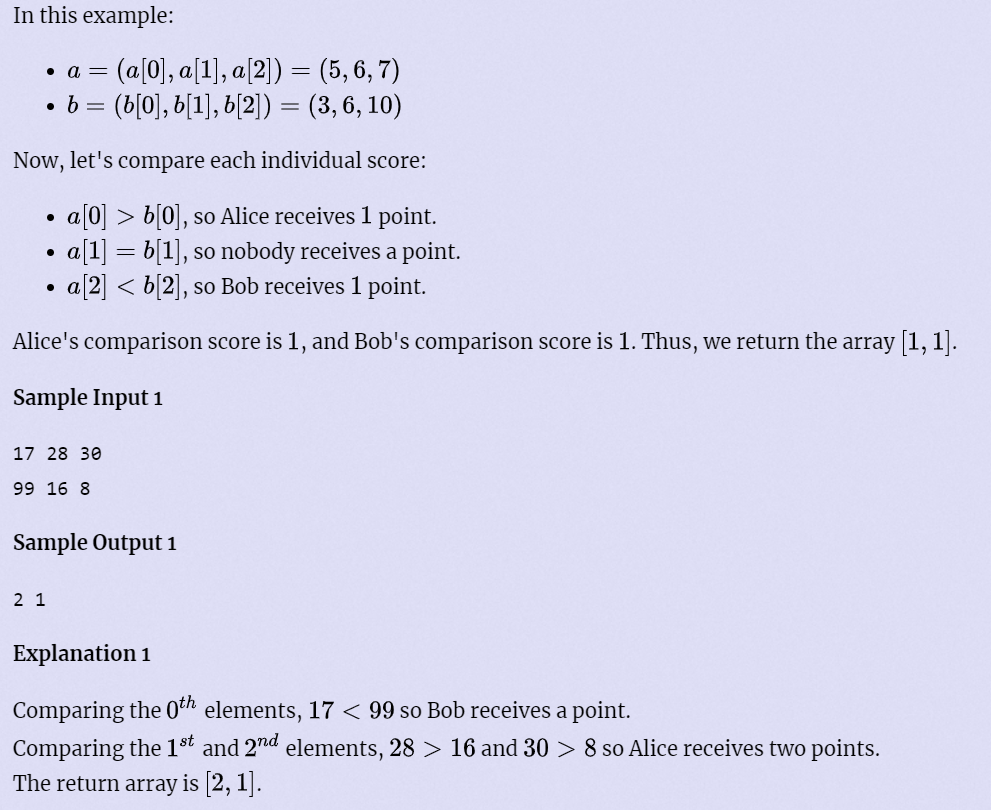 In this example:
• a = (a[0], a[1], a[2]) = (5, 6, 7)
• b = (b[0], b[1], b[2]) = (3, 6, 10)
Now, let's compare each individual score:
• a[0] > b[0], so Alice receives 1 point.
• a[1] = b[1], so nobody receives a point.
• a[2] < b[2], so Bob receives 1 point.
Alice's comparison score is 1, and Bob's comparison score is 1. Thus, we return the array [1, 1].
Sample Input 1
17 28 30
99 16 8
Sample Output 1
2 1
Explanation 1
Comparing the 0th elements, 17 < 99 so Bob receives a point.
Comparing the 1st and 2nd elements, 28 > 16 and 30 > 8 so Alice receives two points.
The return array is [2, 1].